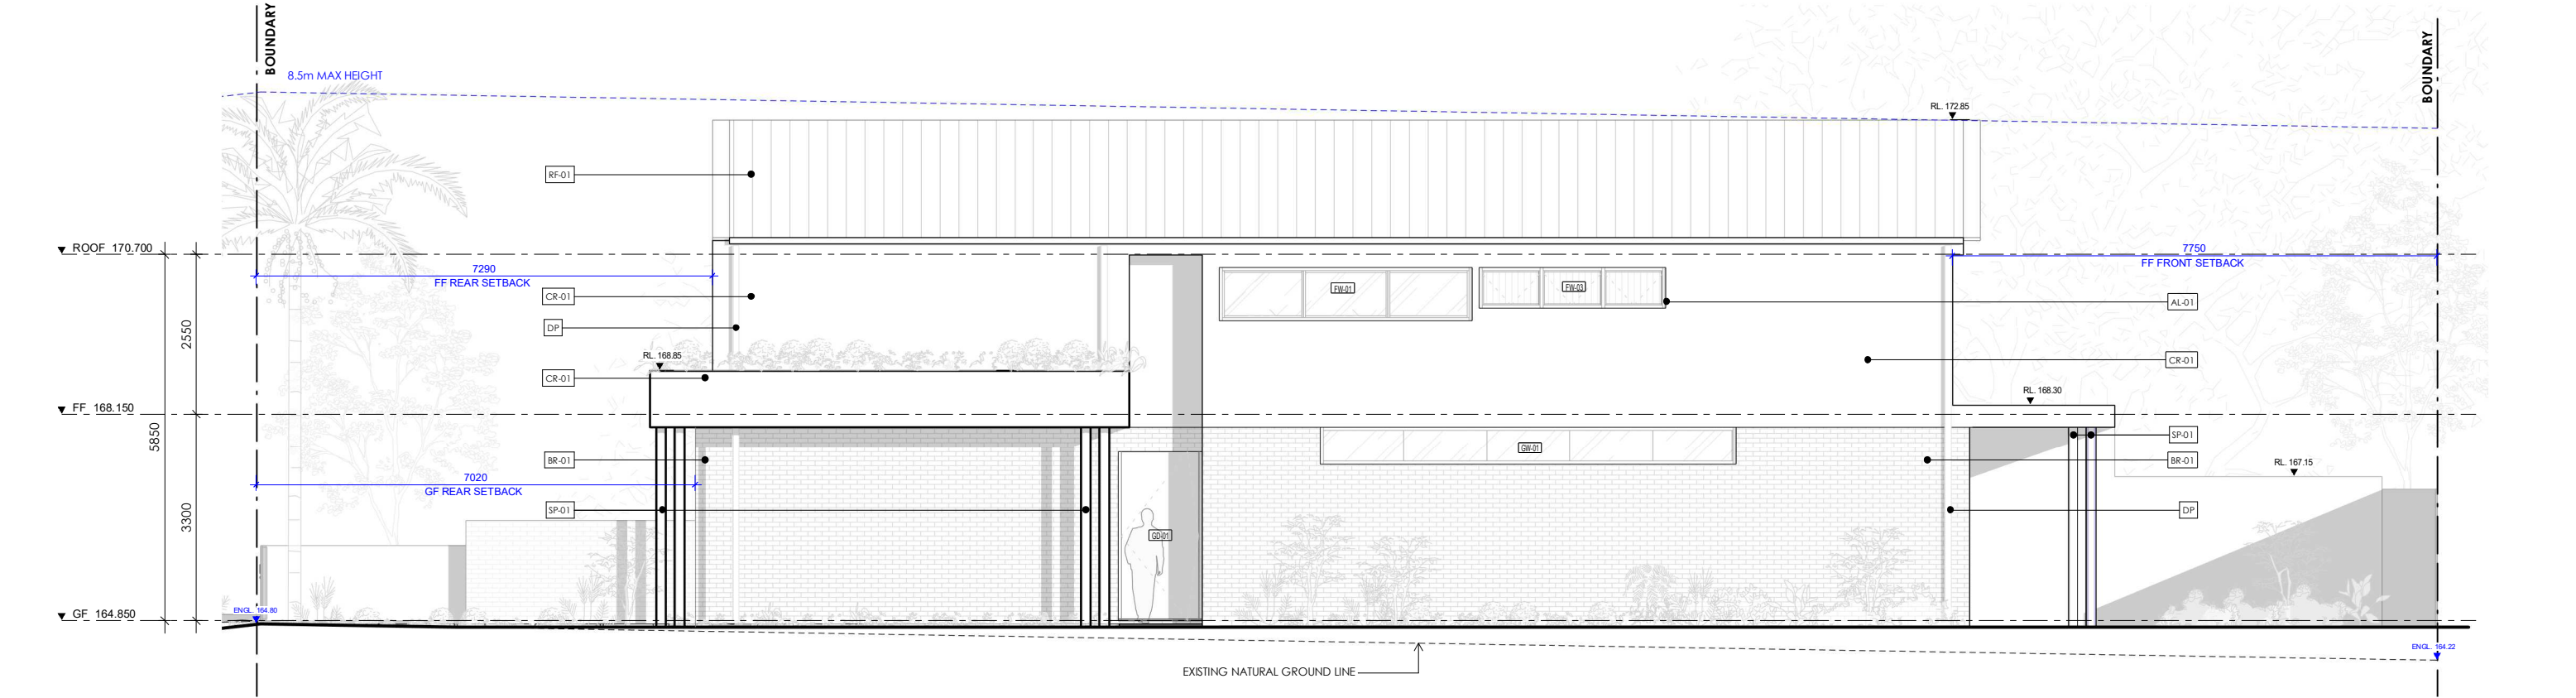 BOUNDARY
BOUNDARY
8.5m MAX HEIGHT
RL. 172.85
RF-01
ROOF 170.700
7290
FF REAR SETBACK
7750
FF FRONT SETBACK
CR-01
FW-01
FW-03
AL-01
DP
2550
RL. 168.85
CR-01
CR-01
RL. 168.30
FF 168.150
5850
SP-01
GW-01
BR-01
BR-01
RL. 167.15
7020
GF REAR SETBACK
SP-01
DP
3300
GD-01
GF 164.850
ENGL. 164.80
ENGL. 164.22
EXISTING NATURAL GROUND LINE